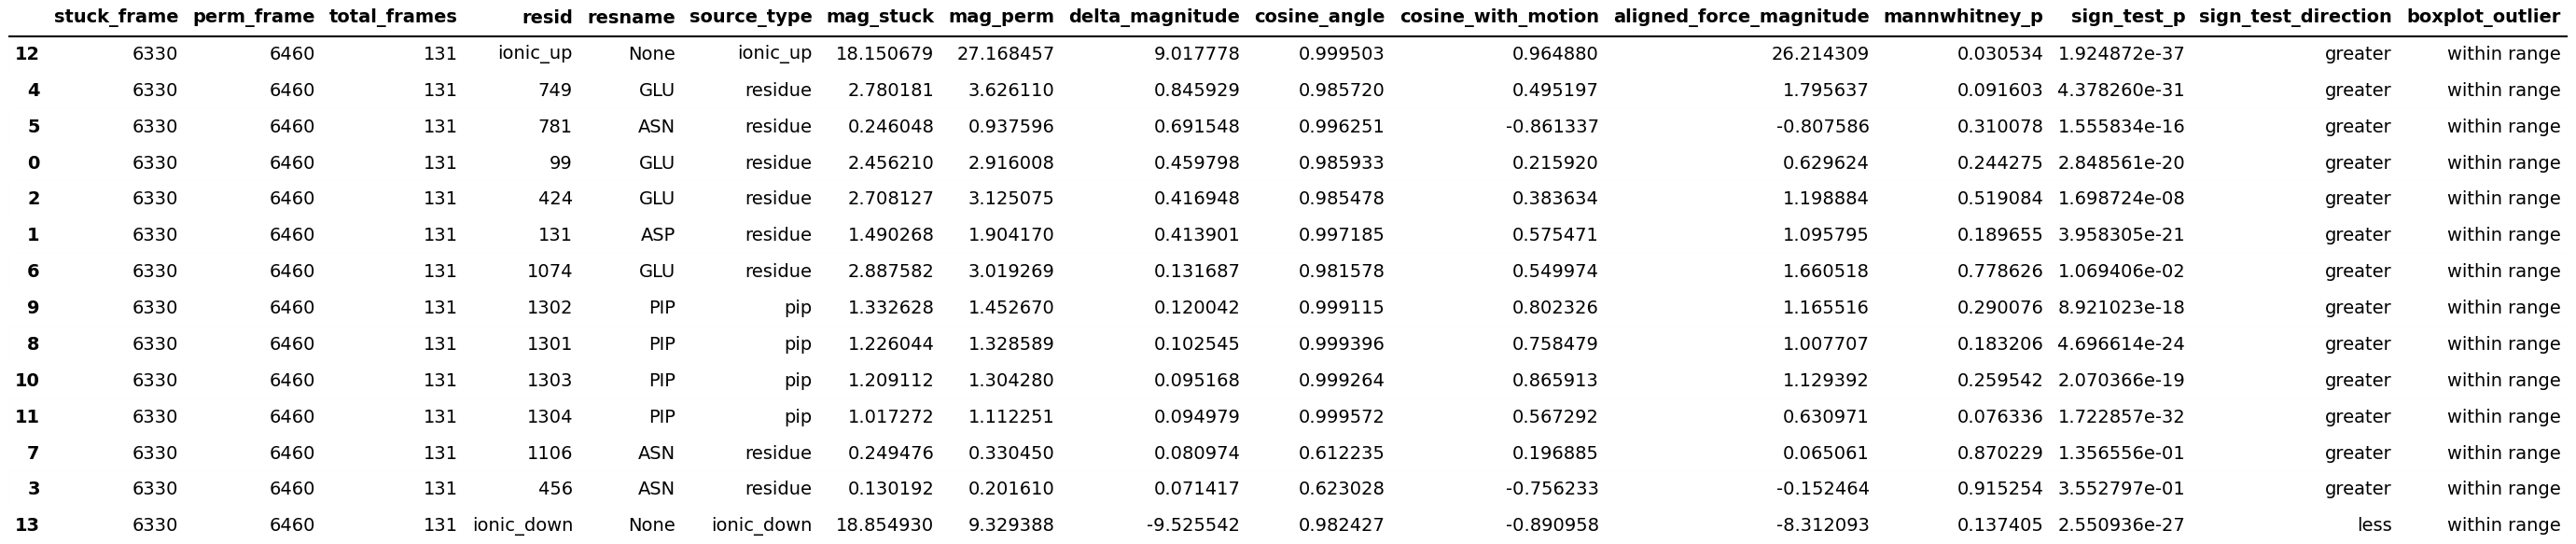 stuck_frame perm_frame total_frames resid resname source_type mag_stuck mag_perm delta_magnitude cosine_angle cosine_with_motion aligned_force_magnitude mannwhitney_p sign_test_p sign_test_direction boxplot_outlier
12 6330 6460 131 ionic_up None ionic_up 18.150679 27.168457 9.017778 0.999503 0.964880 26.214309 0.030534 1.924872e-37 greater within range
4 6330 6460 131 749 GLU residue 2.780181 3.626110 0.845929 0.985720 0.495197 1.795637 0.091603 4.378260e-31 greater within range
5 6330 6460 131 781 ASN residue 0.246048 0.937596 0.691548 0.996251 -0.861337 -0.807586 0.310078 1.555834e-16 greater within range
0 6330 6460 131 99 GLU residue 2.456210 2.916008 0.459798 0.985933 0.215920 0.629624 0.244275 2.848561e-20 greater within range
2 6330 6460 131 424 GLU residue 2.708127 3.125075 0.416948 0.985478 0.383634 1.198884 0.519084 1.698724e-08 greater within range
1 6330 6460 131 131 ASP residue 1.490268 1.904170 0.413901 0.997185 0.575471 1.095795 0.189655 3.958305e-21 greater within range
6 6330 6460 131 1074 GLU residue 2.887582 3.019269 0.131687 0.981578 0.549974 1.660518 0.778626 1.069406e-02 greater within range
9 6330 6460 131 1302 PIP pip 1.332628 1.452670 0.120042 0.999115 0.802326 1.165516 0.290076 8.921023e-18 greater within range
8 6330 6460 131 1301 PIP pip 1.226044 1.328589 0.102545 0.999396 0.758479 1.007707 0.183206 4.696614e-24 greater within range
10 6330 6460 131 1303 PIP pip 1.209112 1.304280 0.095168 0.999264 0.865913 1.129392 0.259542 2.070366e-19 greater within range
11 6330 6460 131 1304 PIP pip 1.017272 1.112251 0.094979 0.999572 0.567292 0.630971 0.076336 1.722857e-32 greater within range
7 6330 6460 131 1106 ASN residue 0.249476 0.330450 0.080974 0.612235 0.196885 0.065061 0.870229 1.356556e-01 greater within range
3 6330 6460 131 456 ASN residue 0.130192 0.201610 0.071417 0.623028 -0.756233 -0.152464 0.915254 3.552797e-01 greater within range
13 6330 6460 131 ionic_down None ionic_down 18.854930 9.329388 -9.525542 0.982427 -0.890958 -8.312093 0.137405 2.550936e-27 less within range